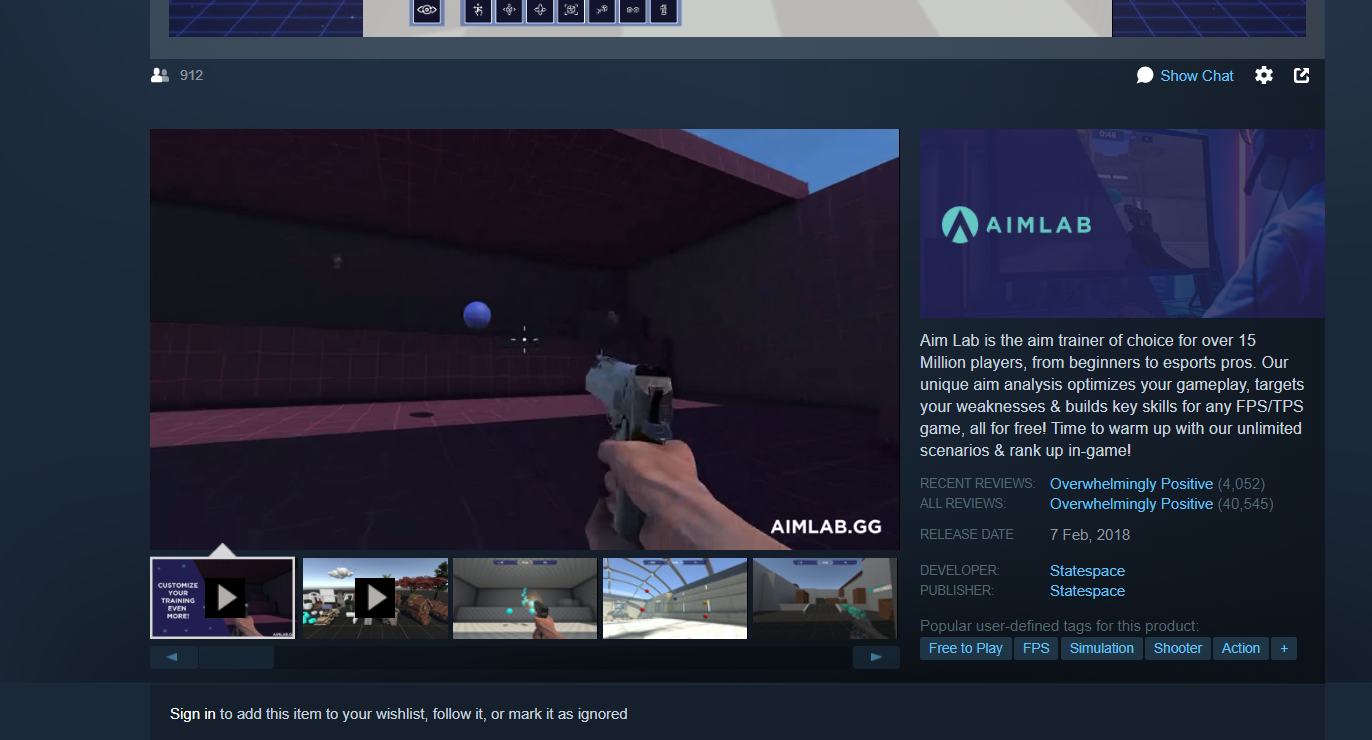 912
Show Chat
0:48
AIMLAB
AIMLAB.GG
Aim Lab is the aim trainer of choice for over 15
Million players, from beginners to esports pros. Our
unique aim analysis optimizes your gameplay, targets
your weaknesses & builds key skills for any FPS/TPS
game, all for free! Time to warm up with our unlimited
scenarios & rank up in-game!
RECENT REVIEWS: Overwhelmingly Positive (4,052)
ALL REVIEWS: Overwhelmingly Positive (40,545)
RELEASE DATE 7 Feb, 2018
DEVELOPER: Statespace
PUBLISHER: Statespace
Popular user-defined tags for this product:
Free to Play FPS Simulation Shooter Action +
CUSTOMIZE
YOUR
TRAINING
EVEN
MORE!
AIMLAB.GG
Sign in to add this item to your wishlist, follow it, or mark it as ignored